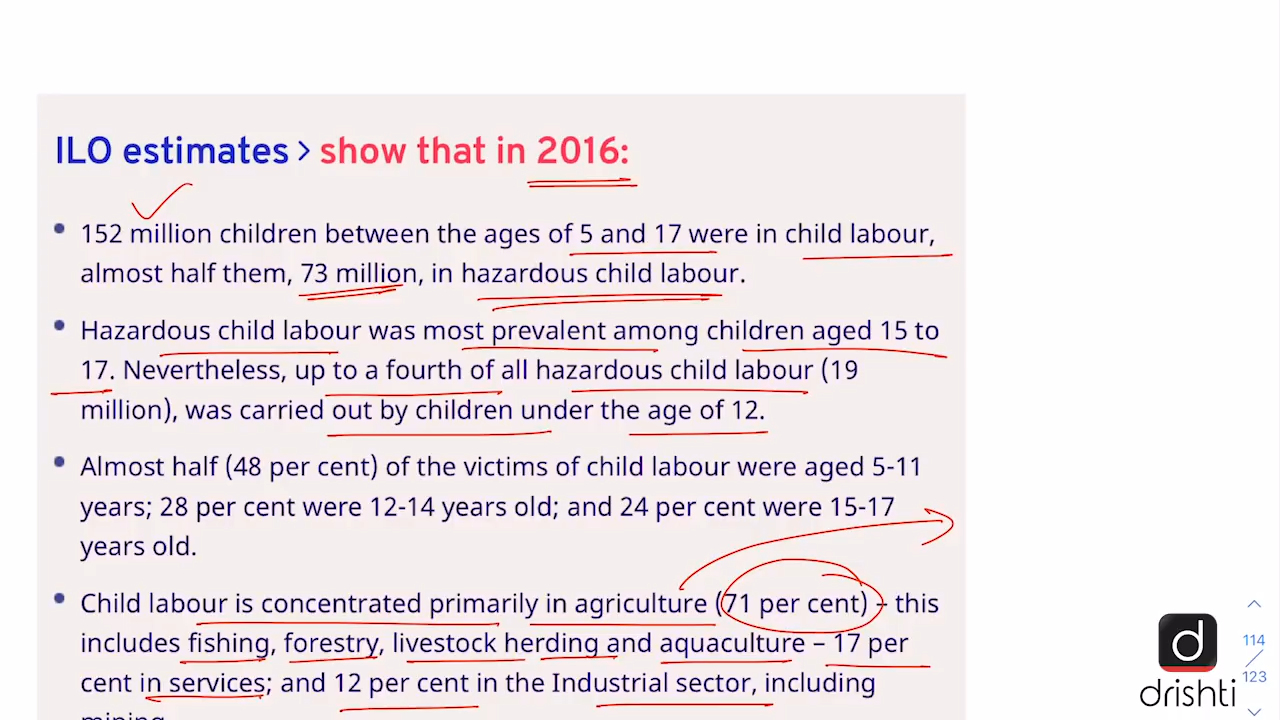 ILO estimates > show that in 2016:
• 152 million children between the ages of 5 and 17 were in child labour,
almost half them, 73 million, in hazardous child labour.
• Hazardous child labour was most prevalent among children aged 15 to
17. Nevertheless, up to a fourth of all hazardous child labour (19
million), was carried out by children under the age of 12.
• Almost half (48 per cent) of the victims of child labour were aged 5-11
years; 28 per cent were 12-14 years old; and 24 per cent were 15-17
years old.
• Child labour is concentrated primarily in agriculture (71 per cent) – this
includes fishing, forestry, livestock herding and aquaculture – 17 per
cent in services; and 12 per cent in the Industrial sector, including
mining
114
123
d
drishti